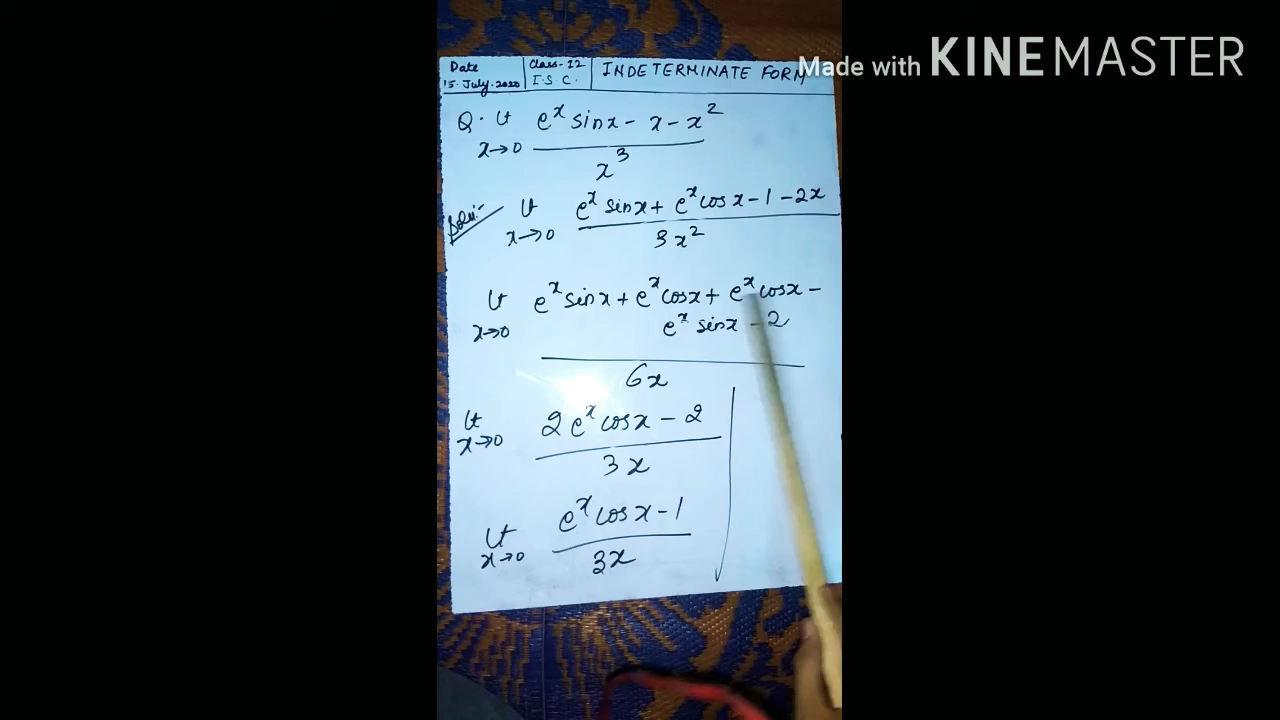 Made with KINEMASTER
Date
15. July. 2020
Class- 12
I.S.C.
INDETERMINATE FORM
Q. Lt x→0 (e^x sinx - x - x^2) / x^3
Soln:- Lt x→0 (e^x sinx + e^x cosx - 1 - 2x) / 3x^2
Lt x→0 e^x sinx + e^x cosx + e^x cosx -
e^x sinx - 2
6x
Lt x→0 (2e^x cosx - 2) / 3x
Lt x→0 (e^x cosx - 1) / 3x